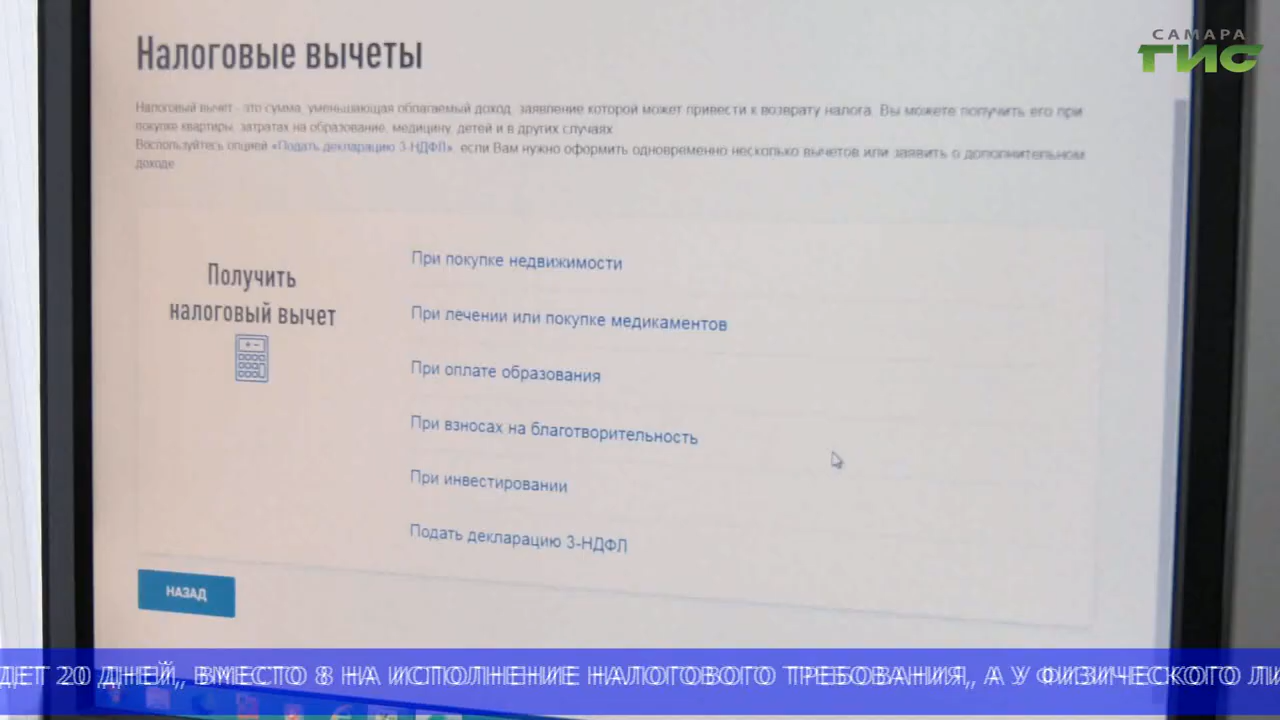 Налоговые вычеты
САМАРА
ГИС
Налоговый вычет - это сумма, уменьшающая облагаемый доход, заявление которой может привести к возврату налога. Вы можете получить его при
покупке квартиры, затратах на образование, медицину, детей и в других случаях.
Воспользуйтесь опцией «Подать декларацию 3-НДФЛ», если Вам нужно оформить одновременно несколько вычетов или заявить о дополнительном
доходе
Получить
налоговый вычет
При покупке недвижимости
При лечении или покупке медикаментов
При оплате образования
При взносах на благотворительность
При инвестировании
Подать декларацию 3-НДФЛ
НАЗАД
ДЕТ 20 ДНЕЙ, ВМЕСТО 8 НА ИСПОЛНЕНИЕ НАЛОГОВОГО ТРЕБОВАНИЯ, А У ФИЗИЧЕСКОГО ЛИ